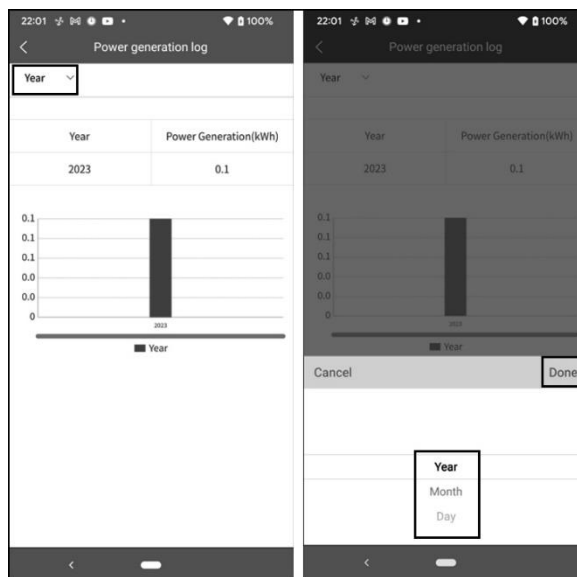 22:01 100%
Power generation log
Year
Year Power Generation(kWh)
2023 0.1
0.1
0.1
0.1
0.0
0.0
0
2023
Year
22:01 100%
Power generation log
Year
Year Power Generation(kWh)
2023 0.1
0.1
0.1
0.1
0.0
0.0
0
2023
Year
Cancel Done
Year
Month
Day